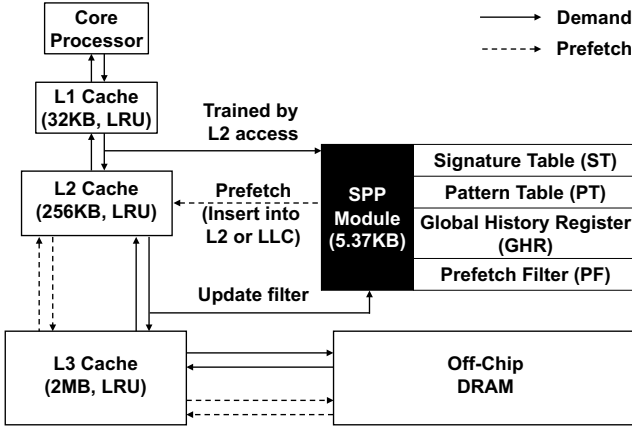 Core
Processor
Demand
Prefetch
L1 Cache
(32KB, LRU)
Trained by
L2 access
L2 Cache
(256KB, LRU)
Prefetch
(Insert into
L2 or LLC)
SPP
Module
(5.37KB)
Signature Table (ST)
Pattern Table (PT)
Global History Register
(GHR)
Prefetch Filter (PF)
Update filter
L3 Cache
(2MB, LRU)
Off-Chip
DRAM